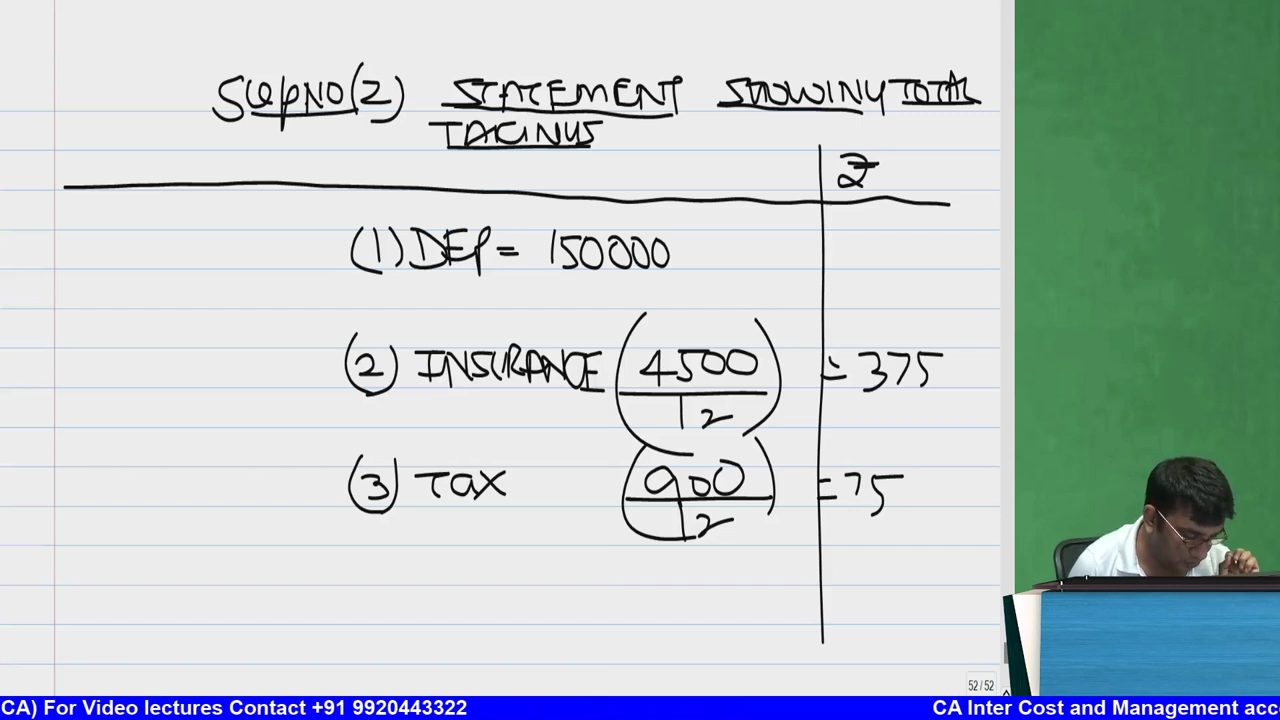 Step NO (2) STATEMENT SHOWING TOTAL
TAKINGS
₹
(1) DEP = 150000
(2) INSURANCE (4500/12) = 375
(3) Tax (900/12) = 75
52/52
CA) For Video lectures Contact +91 9920443322
CA Inter Cost and Management acc